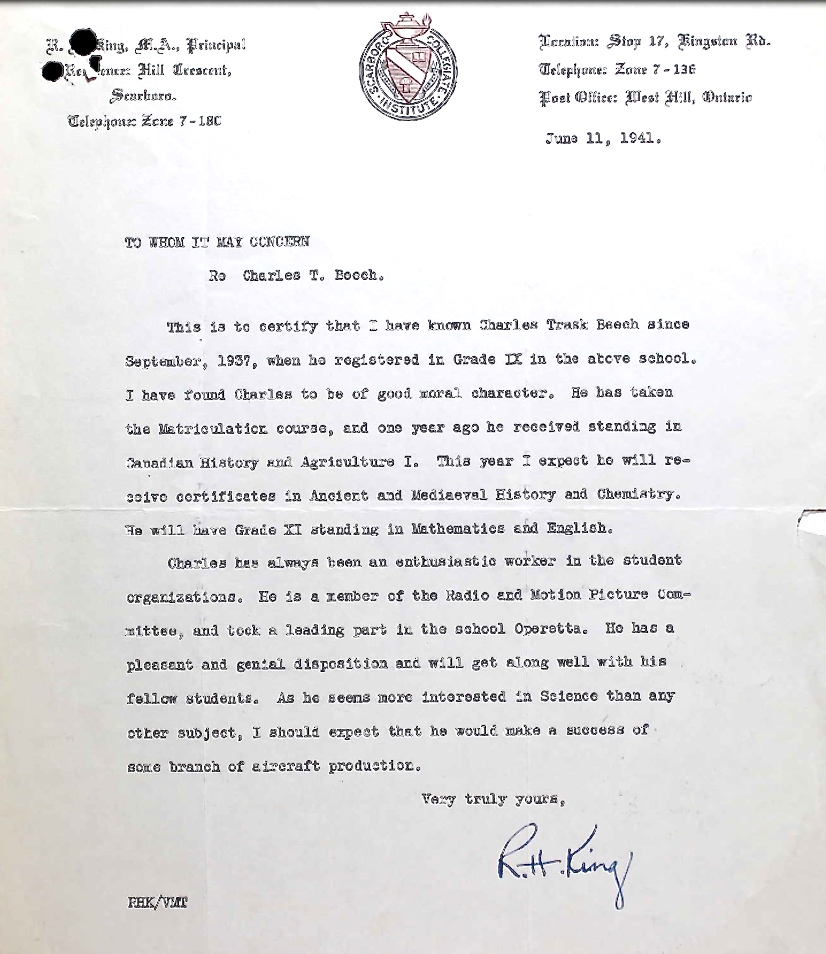 R. King, M.A., Principal
Hill Crescent,
Scarboro.
Telephone: Zone 7-180
SCARBORO COLLEGIATE
INSTITUTE
Location: Stop 17, Kingston Rd.
Telephone: Zone 7-136
Post Office: West Hill, Ontario
June 11, 1941.
TO WHOM IT MAY CONCERN
Re Charles T. Beech.
This is to certify that I have known Charles Trask Beech since
September, 1937, when he registered in Grade IX in the above school.
I have found Charles to be of good moral character. He has taken
the Matriculation course, and one year ago he received standing in
Canadian History and Agriculture I. This year I expect he will re-
ceive certificates in Ancient and Mediaeval History and Chemistry.
He will have Grade XI standing in Mathematics and English.
Charles has always been an enthusiastic worker in the student
organizations. He is a member of the Radio and Motion Picture Com-
mittee, and took a leading part in the school Operetta. He has a
pleasant and genial disposition and will get along well with his
fellow students. As he seems more interested in Science than any
other subject, I should expect that he would make a success of
some branch of aircraft production.
Very truly yours,
R.H.King
RHK/VMT